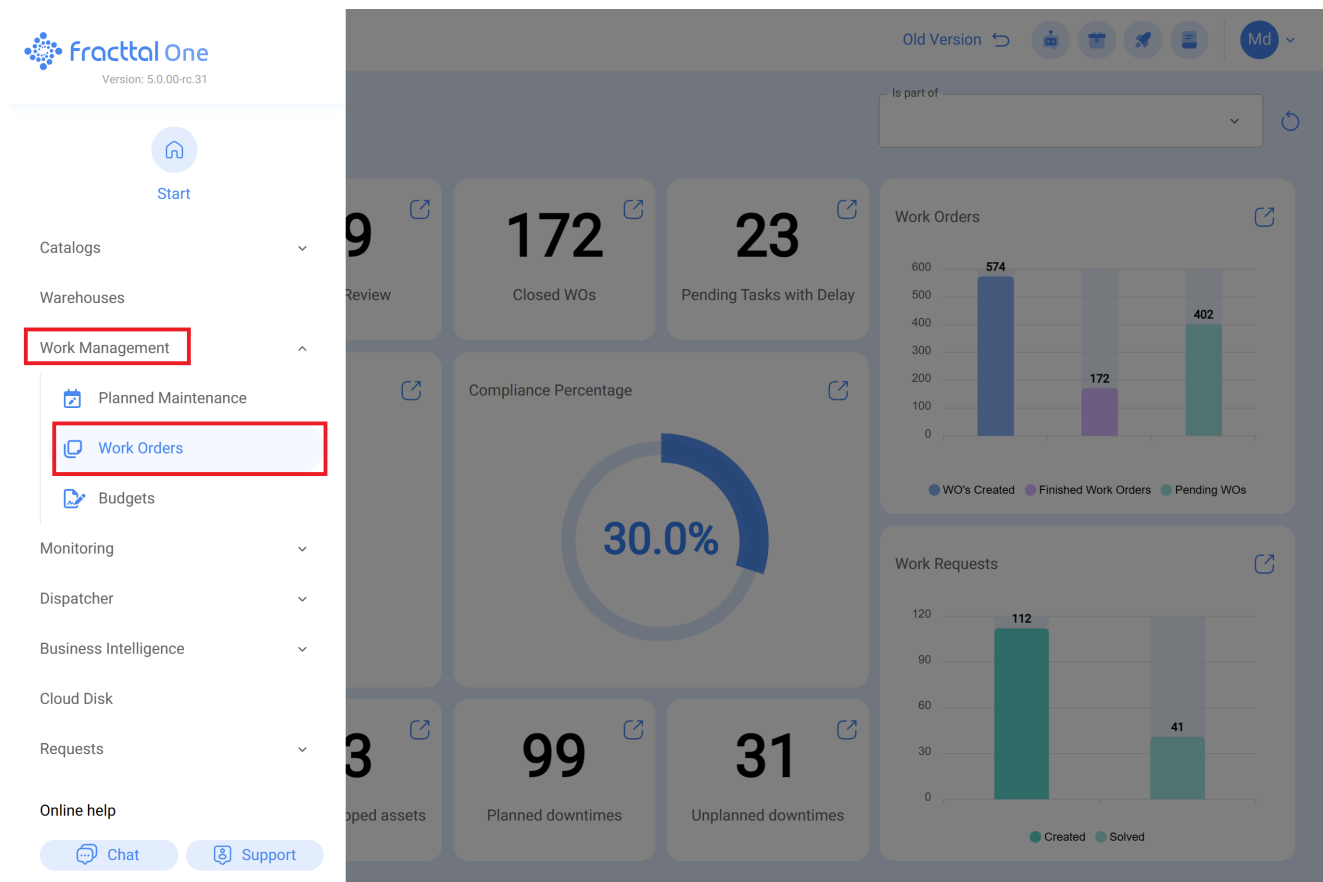 fracttal One
Version: 5.0.00-rc.31
Start
Catalogs
Warehouses
Work Management
Planned Maintenance
Work Orders
Budgets
Monitoring
Dispatcher
Business Intelligence
Cloud Disk
Requests
Online help
Chat
Support
Old Version
Md
Is part of
9
Review
172
Closed WOs
23
Pending Tasks with Delay
Work Orders
600
500
400
300
200
100
0
574
172
402
WO's Created
Finished Work Orders
Pending WOs
Compliance Percentage
30.0%
Work Requests
120
90
60
30
0
112
41
Created
Solved
3
pped assets
99
Planned downtimes
31
Unplanned downtimes